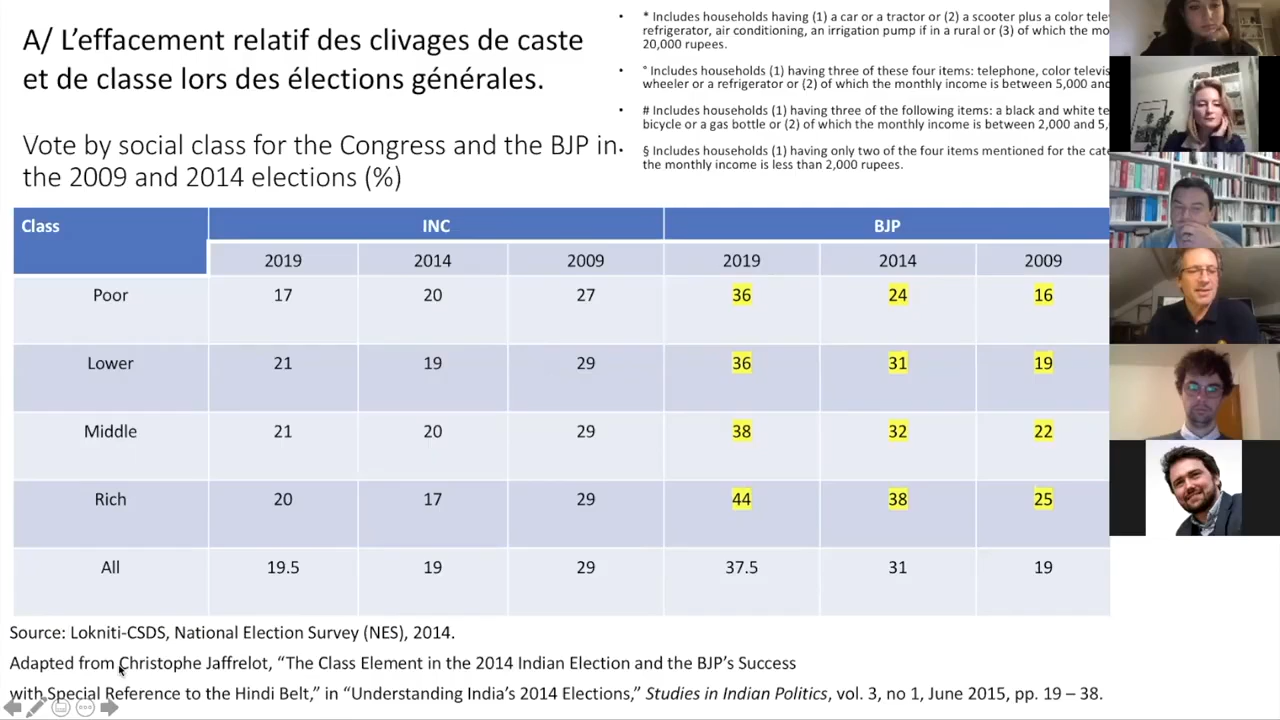 A/ L’effacement relatif des clivages de caste
et de classe lors des élections générales.
Vote by social class for the Congress and the BJP in
the 2009 and 2014 elections (%)
• * Includes households having (1) a car or a tractor or (2) a scooter plus a color
refrigerator, air conditioning, an irrigation pump if in a rural or (3) of which the
20,000 rupees.
• ° Includes households (1) having three of these four items: telephone, color
wheeler or a refrigerator or (2) of which the monthly income is between 5,000
• # Includes households (1) having three of the following items: a black and white
bicycle or a gas bottle or (2) of which the monthly income is between 2,000 and
• § Includes households (1) having only two of the four items mentioned for the
the monthly income is less than 2,000 rupees.
Class INC BJP
2019 2014 2009 2019 2014 2009
Poor 17 20 27 36 24 16
Lower 21 19 29 36 31 19
Middle 21 20 29 38 32 22
Rich 20 17 29 44 38 25
All 19.5 19 29 37.5 31 19
Source: Lokniti-CSDS, National Election Survey (NES), 2014.
Adapted from Christophe Jaffrelot, “The Class Element in the 2014 Indian Election and the BJP’s Success
with Special Reference to the Hindi Belt,” in “Understanding India’s 2014 Elections,” Studies in Indian Politics, vol. 3, no 1, June 2015, pp. 19 – 38.